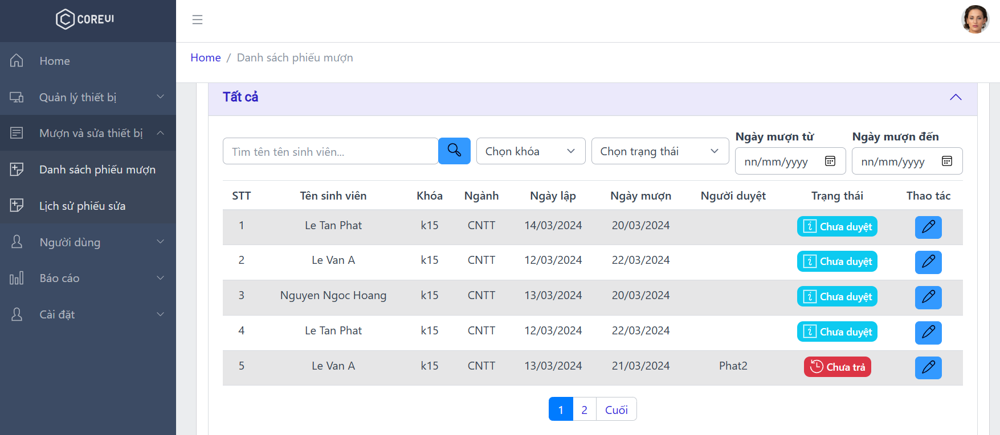 COREUI
Home
Quản lý thiết bị
Mượn và sửa thiết bị
Danh sách phiếu mượn
Lịch sử phiếu sửa
Người dùng
Báo cáo
Cài đặt
Home / Danh sách phiếu mượn
Tất cả
Tìm tên tên sinh viên...
Chọn khóa
Chọn trạng thái
Ngày mượn từ
nn/mm/yyyy
Ngày mượn đến
nn/mm/yyyy
STT Tên sinh viên Khóa Ngành Ngày lập Ngày mượn Người duyệt Trạng thái Thao tác
1 Le Tan Phat k15 CNTT 14/03/2024 20/03/2024 Chưa duyệt
2 Le Van A k15 CNTT 12/03/2024 22/03/2024 Chưa duyệt
3 Nguyen Ngoc Hoang k15 CNTT 13/03/2024 20/03/2024 Chưa duyệt
4 Le Tan Phat k15 CNTT 12/03/2024 22/03/2024 Chưa duyệt
5 Le Van A k15 CNTT 13/03/2024 21/03/2024 Phat2 Chưa trả
1 2 Cuối